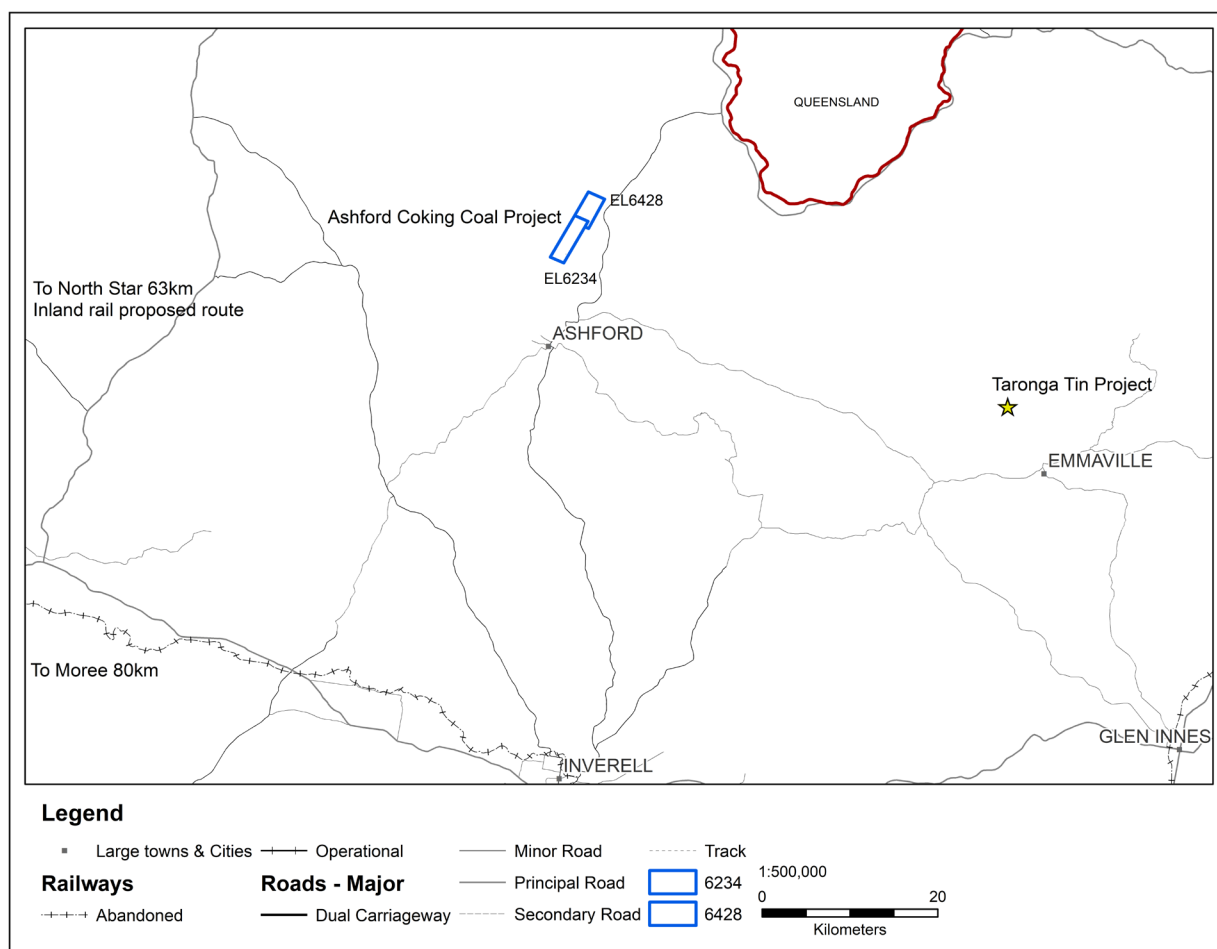 QUEENSLAND
EL6428
Ashford Coking Coal Project
EL6234
To North Star 63km
Inland rail proposed route
ASHFORD
Taronga Tin Project
EMMAVILLE
To Moree 80km
GLEN INNES
INVERELL
Legend
Large towns & Cities
Operational
Minor Road
Track
Railways
Roads - Major
Principal Road
6234
Abandoned
Dual Carriageway
Secondary Road
6428
1:500,000
0 20
Kilometers